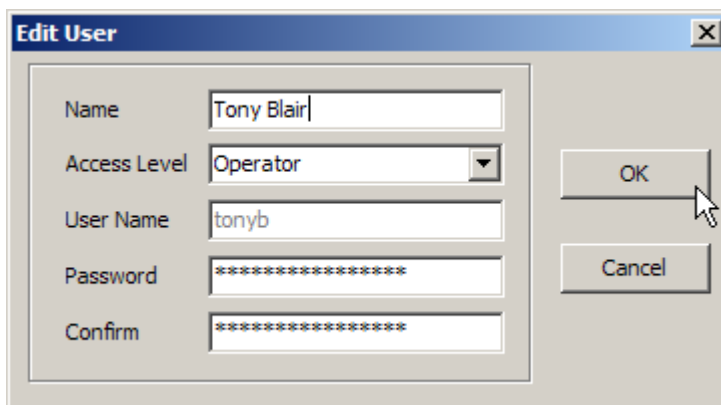 Edit User
Name Tony Blair
Access Level Operator
OK
User Name tonyb
Password ****************
Cancel
Confirm ****************